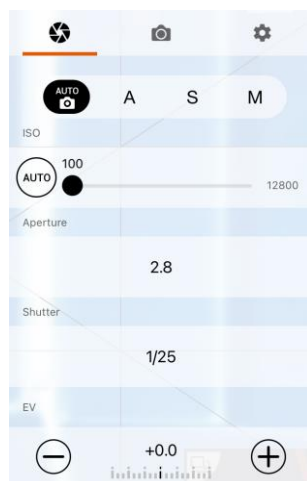 AUTO A S M
ISO
100
AUTO 12800
Aperture
2.8
Shutter
1/25
EV
+0.0